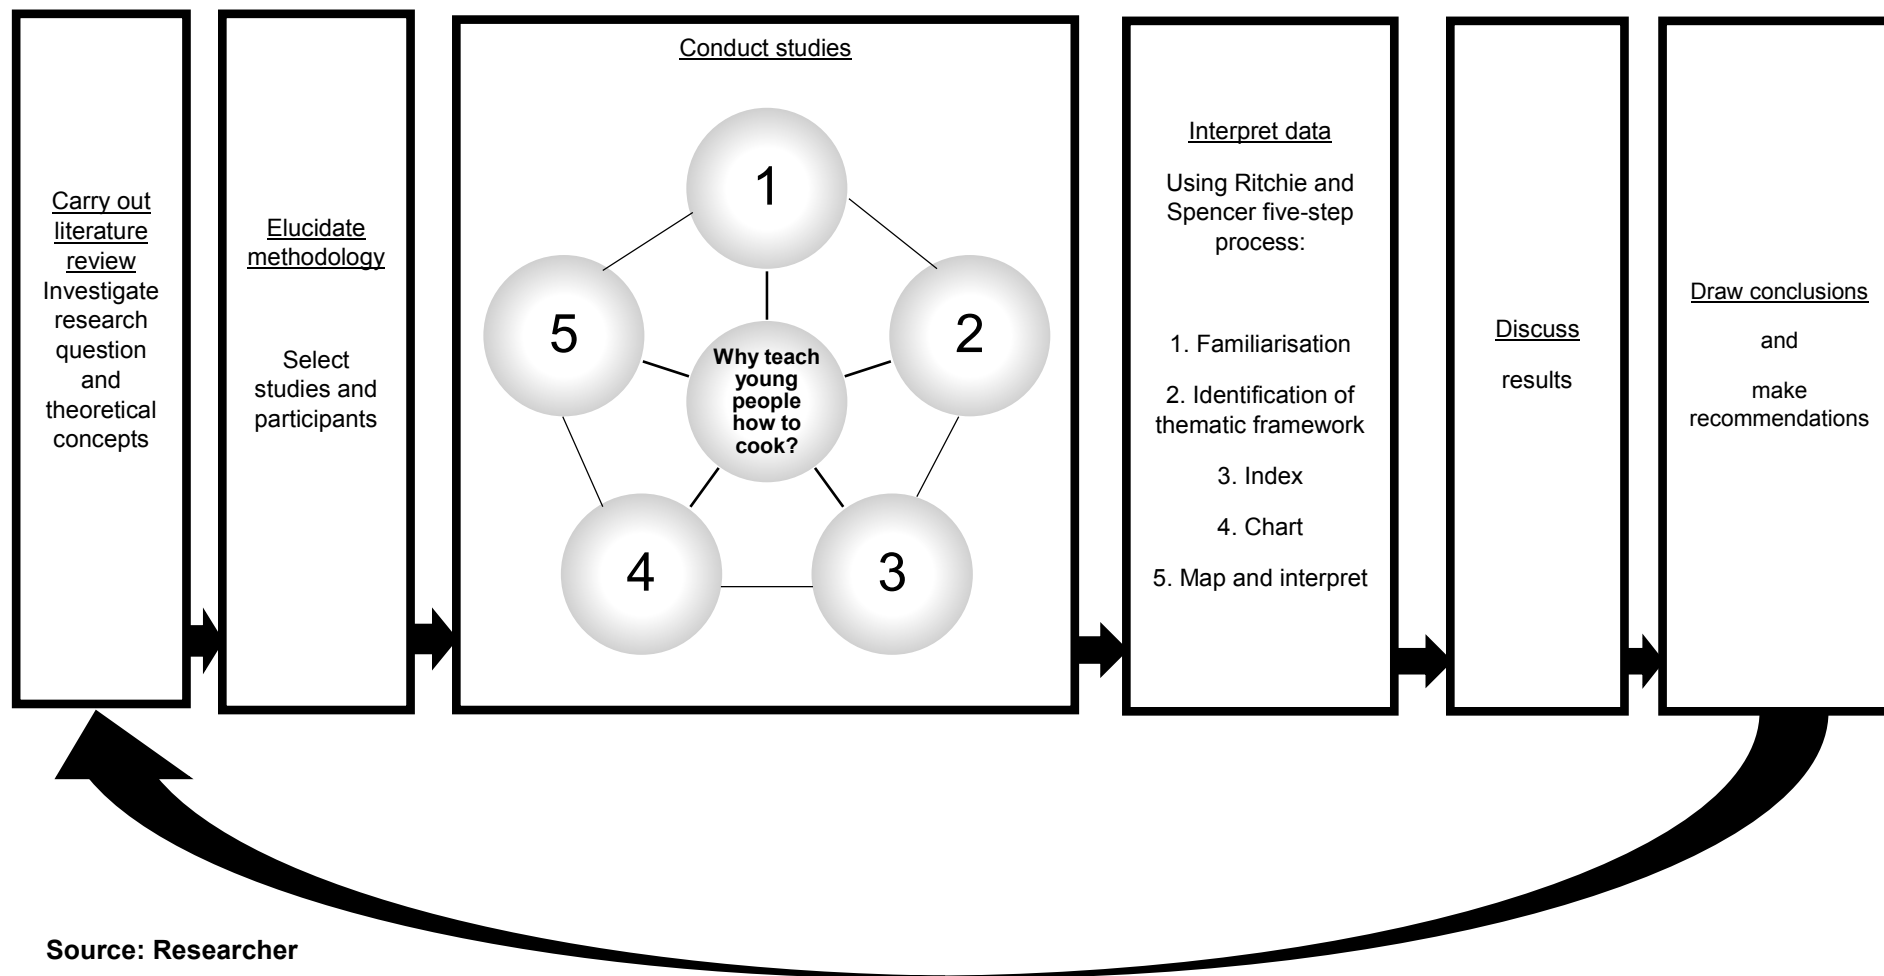 Carry out
literature
review
Investigate
research
question
and
theoretical
concepts
Elucidate
methodology
Select
studies and
participants
Conduct studies
1
2
3
4
5
Why teach
young
people
how to
cook?
Interpret data
Using Ritchie and
Spencer five-step
process:
1. Familiarisation
2. Identification of
thematic framework
3. Index
4. Chart
5. Map and interpret
Discuss
results
Draw conclusions
and
make
recommendations
Source: Researcher